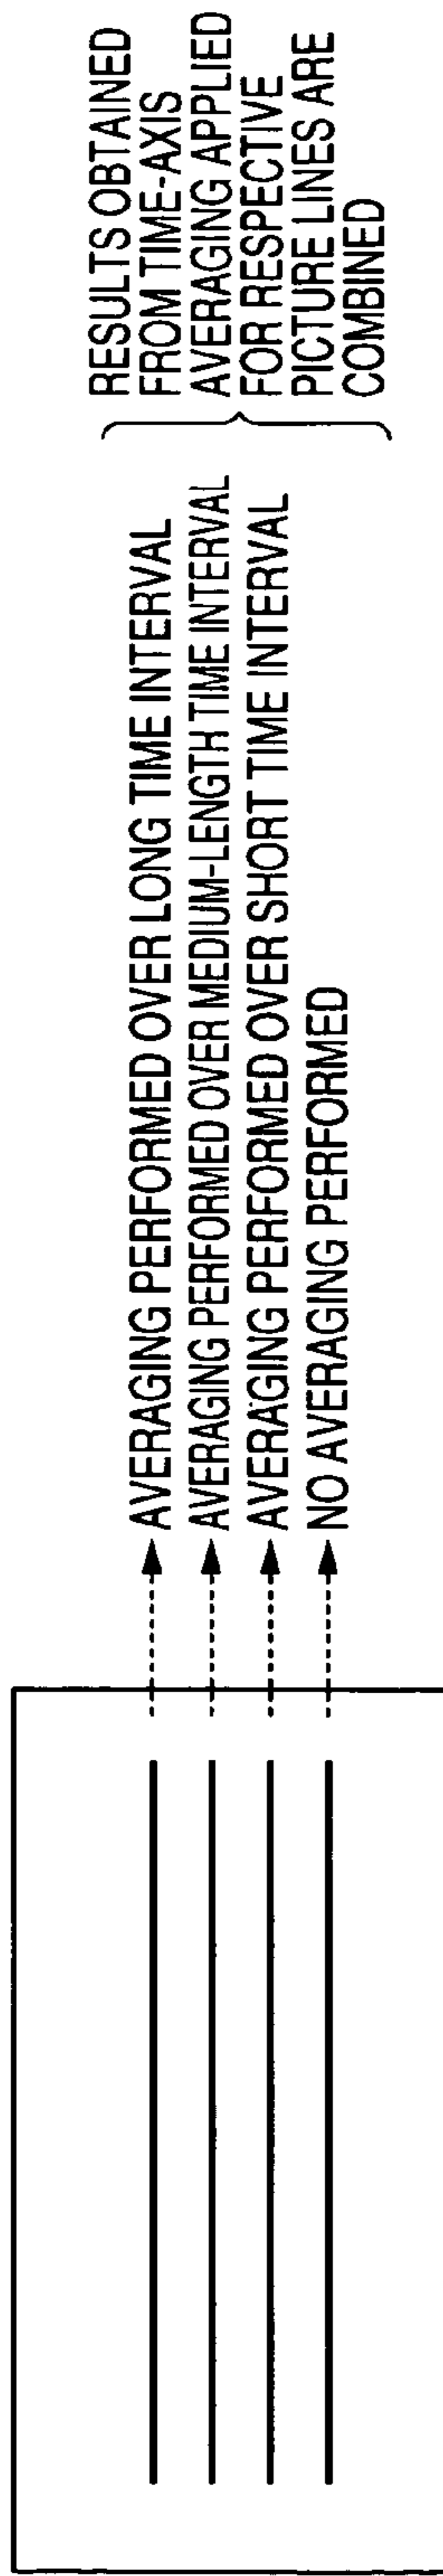 AVERAGING PERFORMED OVER LONG TIME INTERVAL
AVERAGING PERFORMED OVER MEDIUM-LENGTH TIME INTERVAL
AVERAGING PERFORMED OVER SHORT TIME INTERVAL
NO AVERAGING PERFORMED
RESULTS OBTAINED
FROM TIME-AXIS
AVERAGING APPLIED
FOR RESPECTIVE
PICTURE LINES ARE
COMBINED